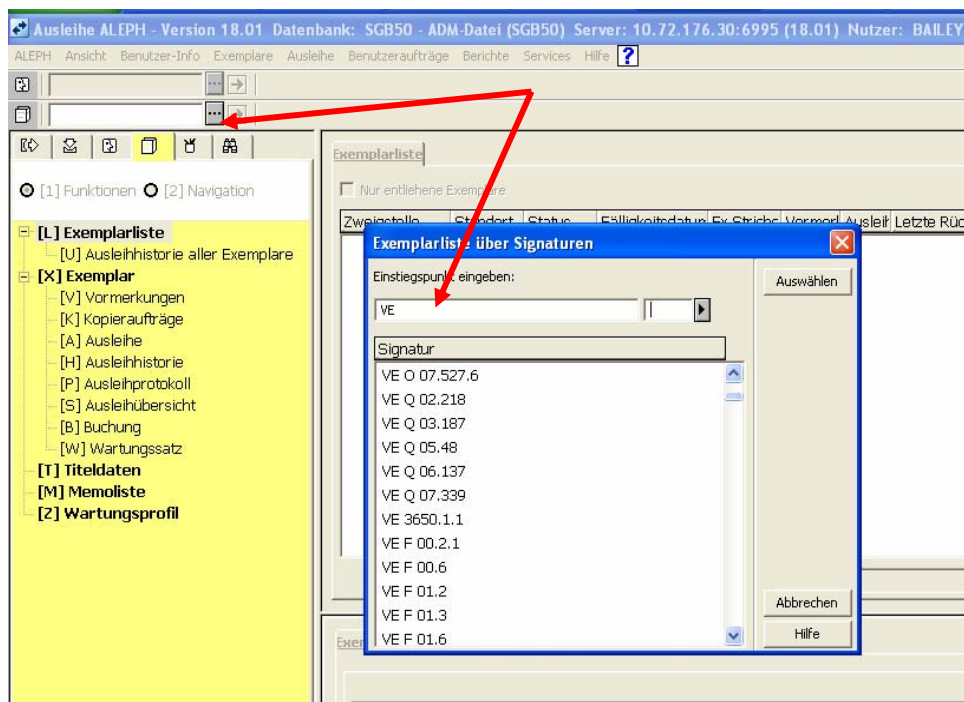 Ausleihe ALEPH - Version 18.01 Datenbank: SGB50 - ADM-Datei (SGB50) Server: 10.72.176.30:6995 (18.01) Nutzer: BAILEY
ALEPH Ansicht Benutzer-Info Exemplare Ausleihe Benutzeraufträge Berichte Services Hilfe ?
[1] Funktionen [2] Navigation
[L] Exemplarliste
[U] Ausleihhistorie aller Exemplare
[X] Exemplar
[V] Vormerkungen
[K] Kopieraufträge
[A] Ausleihe
[H] Ausleihhistorie
[P] Ausleihprotokoll
[S] Ausleihübersicht
[B] Buchung
[W] Wartungssatz
[T] Titeldaten
[M] Memoliste
[2] Wartungsprofil
Exemplarliste
Nur entliehene Exemplare
Zweigstelle Standort Status Fälligkeitsdatum Ex.Strichc Vormerl Ausleih Letzte Rüc
Exemplarliste über Signaturen
Einstiegspunkt eingeben:
VE
Auswählen
Signatur
VE O 07.527.6
VE Q 02.218
VE Q 03.187
VE Q 05.48
VE Q 06.137
VE Q 07.339
VE 3650.1.1
VE F 00.2.1
VE F 00.6
VE F 01.2
VE F 01.3
VE F 01.6
Abbrechen
Hilfe
Exer